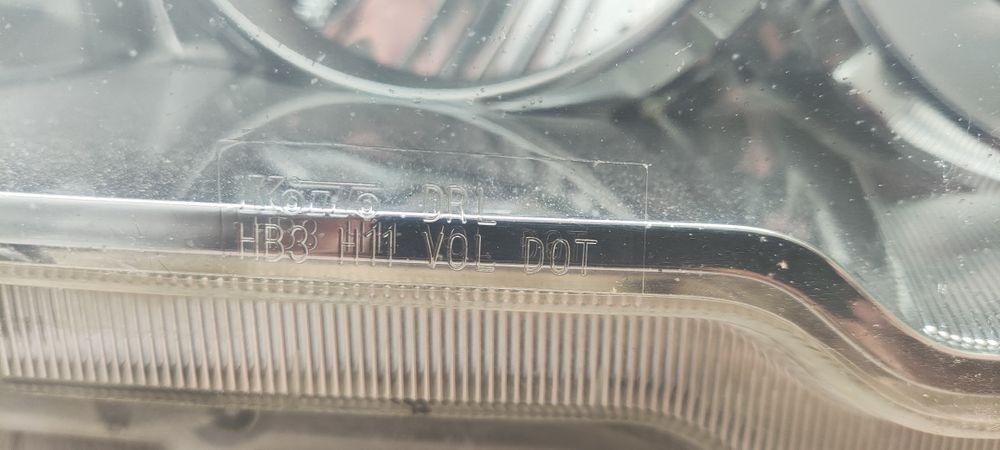 KOITO DRL
HB3 H11 VOL DOT